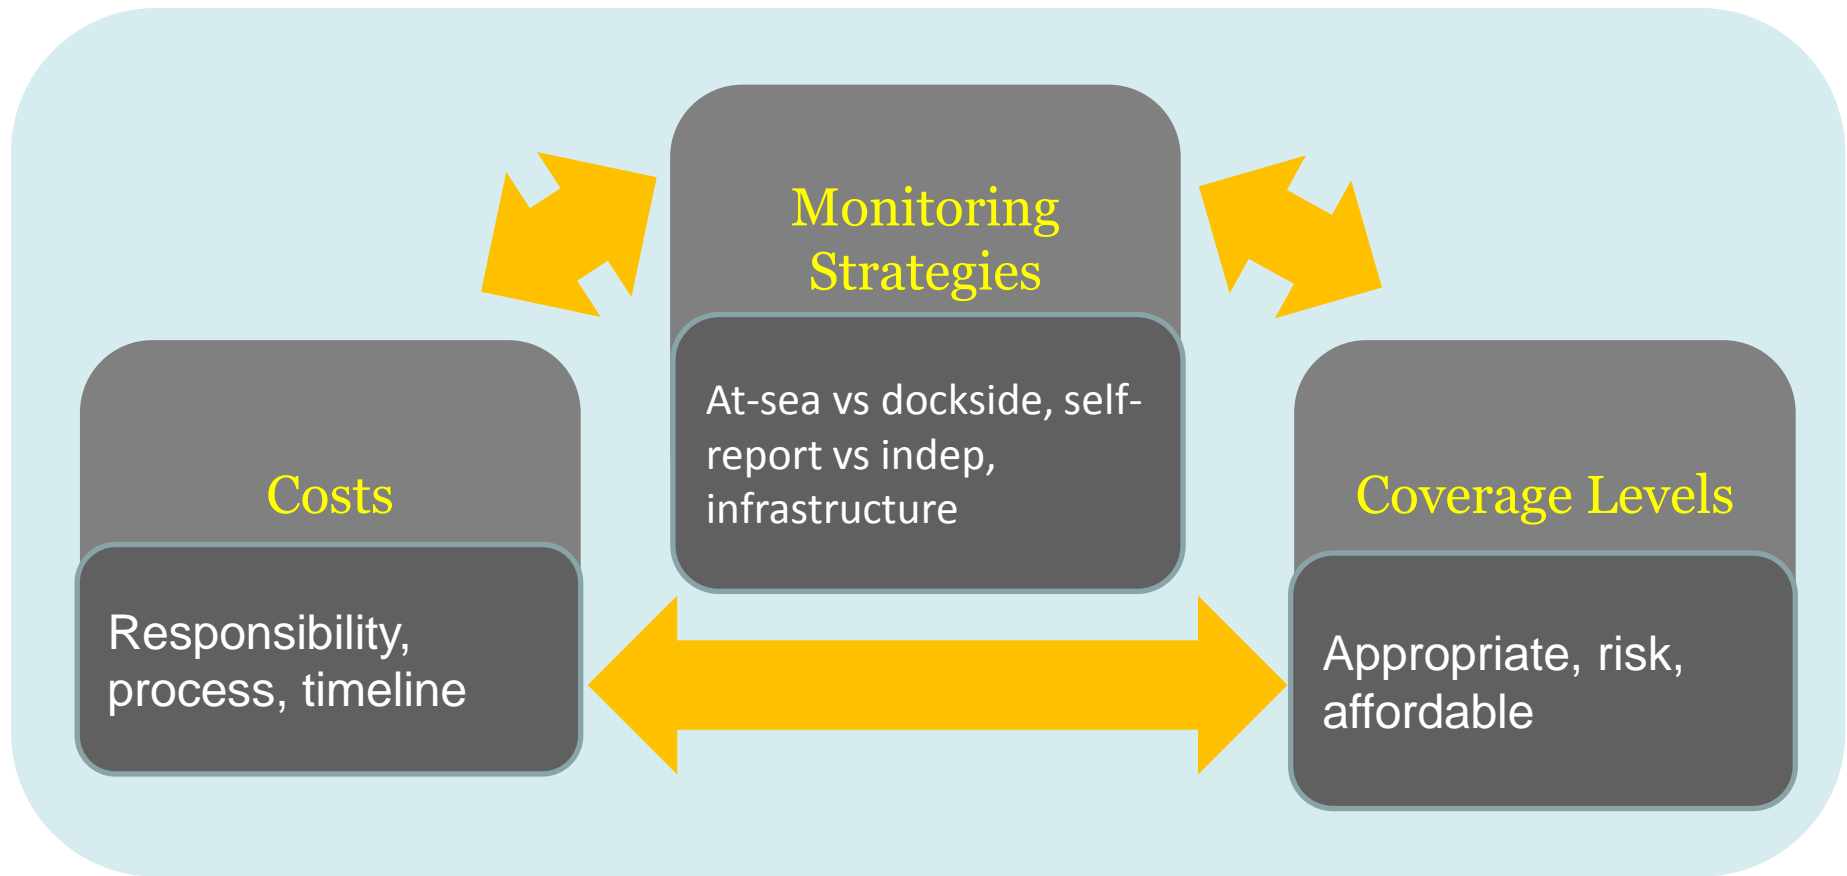 Monitoring
Strategies
At-sea vs dockside, self-
report vs indep,
infrastructure
Costs
Responsibility,
process, timeline
Coverage Levels
Appropriate, risk,
affordable